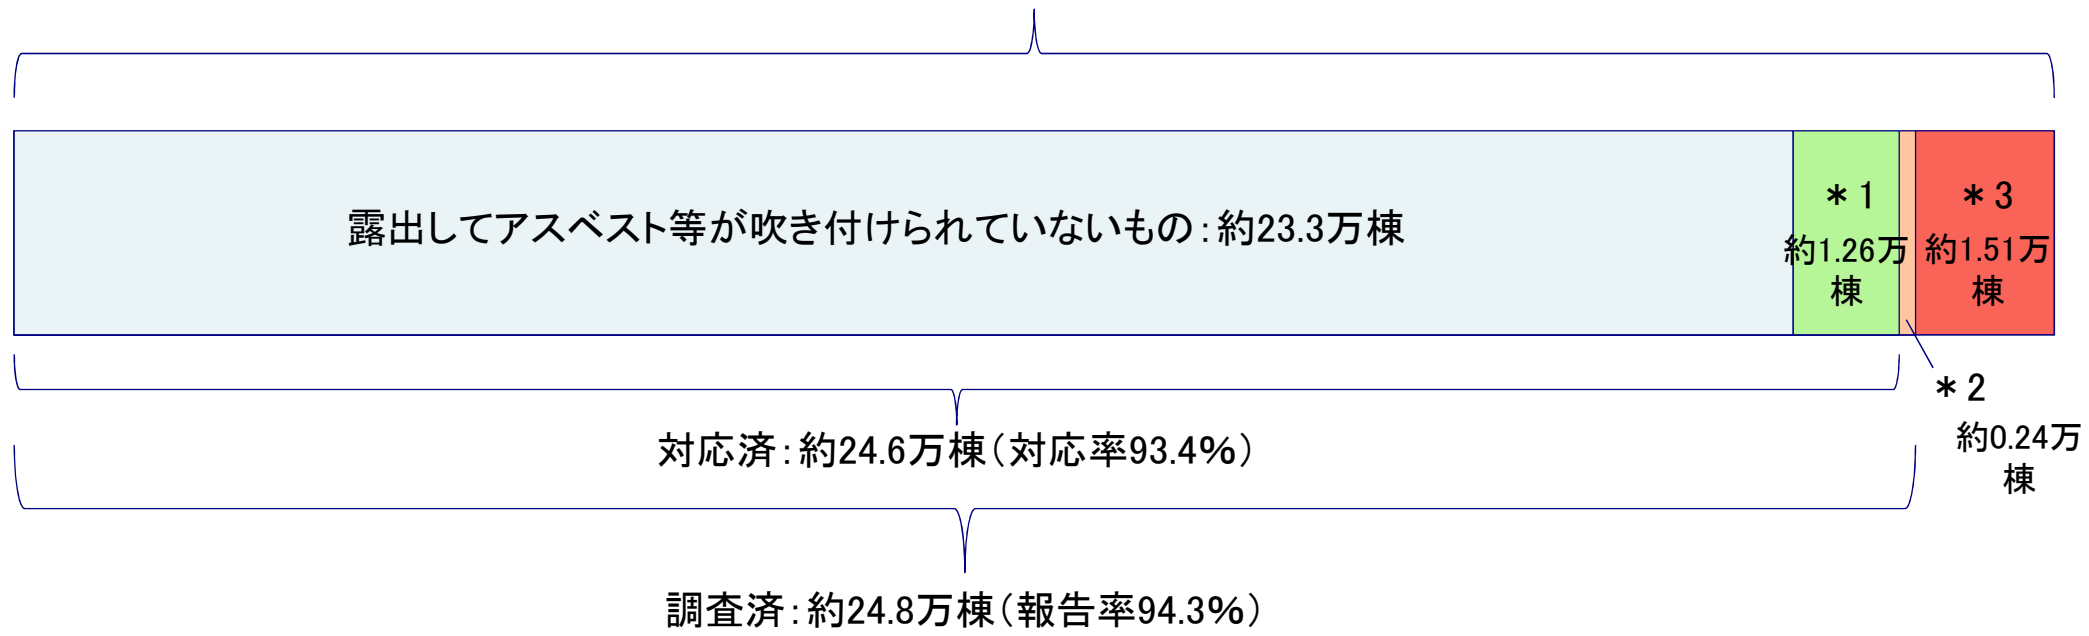 露出してアスベスト等が吹き付けられていないもの：約23.3万棟
＊1
約1.26万
棟
＊3
約1.51万
棟
＊2
約0.24万
棟
対応済：約24.6万棟（対応率93.4%）
調査済：約24.8万棟（報告率94.3%）